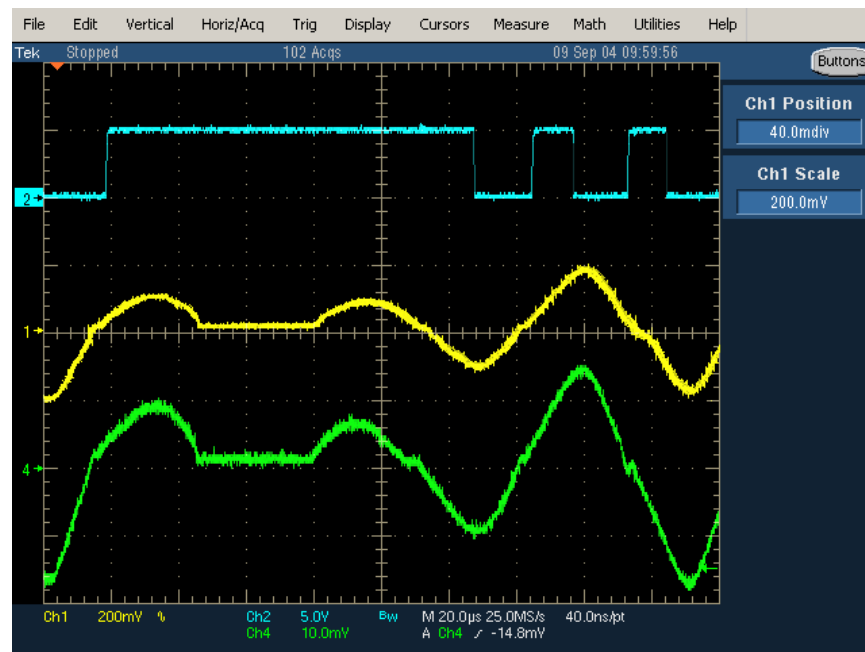 File Edit Vertical Horiz/Acq Trig Display Cursors Measure Math Utilities Help
Tek Stopped 102 Acqs 09 Sep 04 09:59:56
Buttons
Ch1 Position
40.0mdiv
Ch1 Scale
200.0mV
2
1
4
Ch1 200mV Ch2 5.0V Bw M 20.0µs 25.0MS/s 40.0ns/pt
Ch4 10.0mV A Ch4 -14.8mV